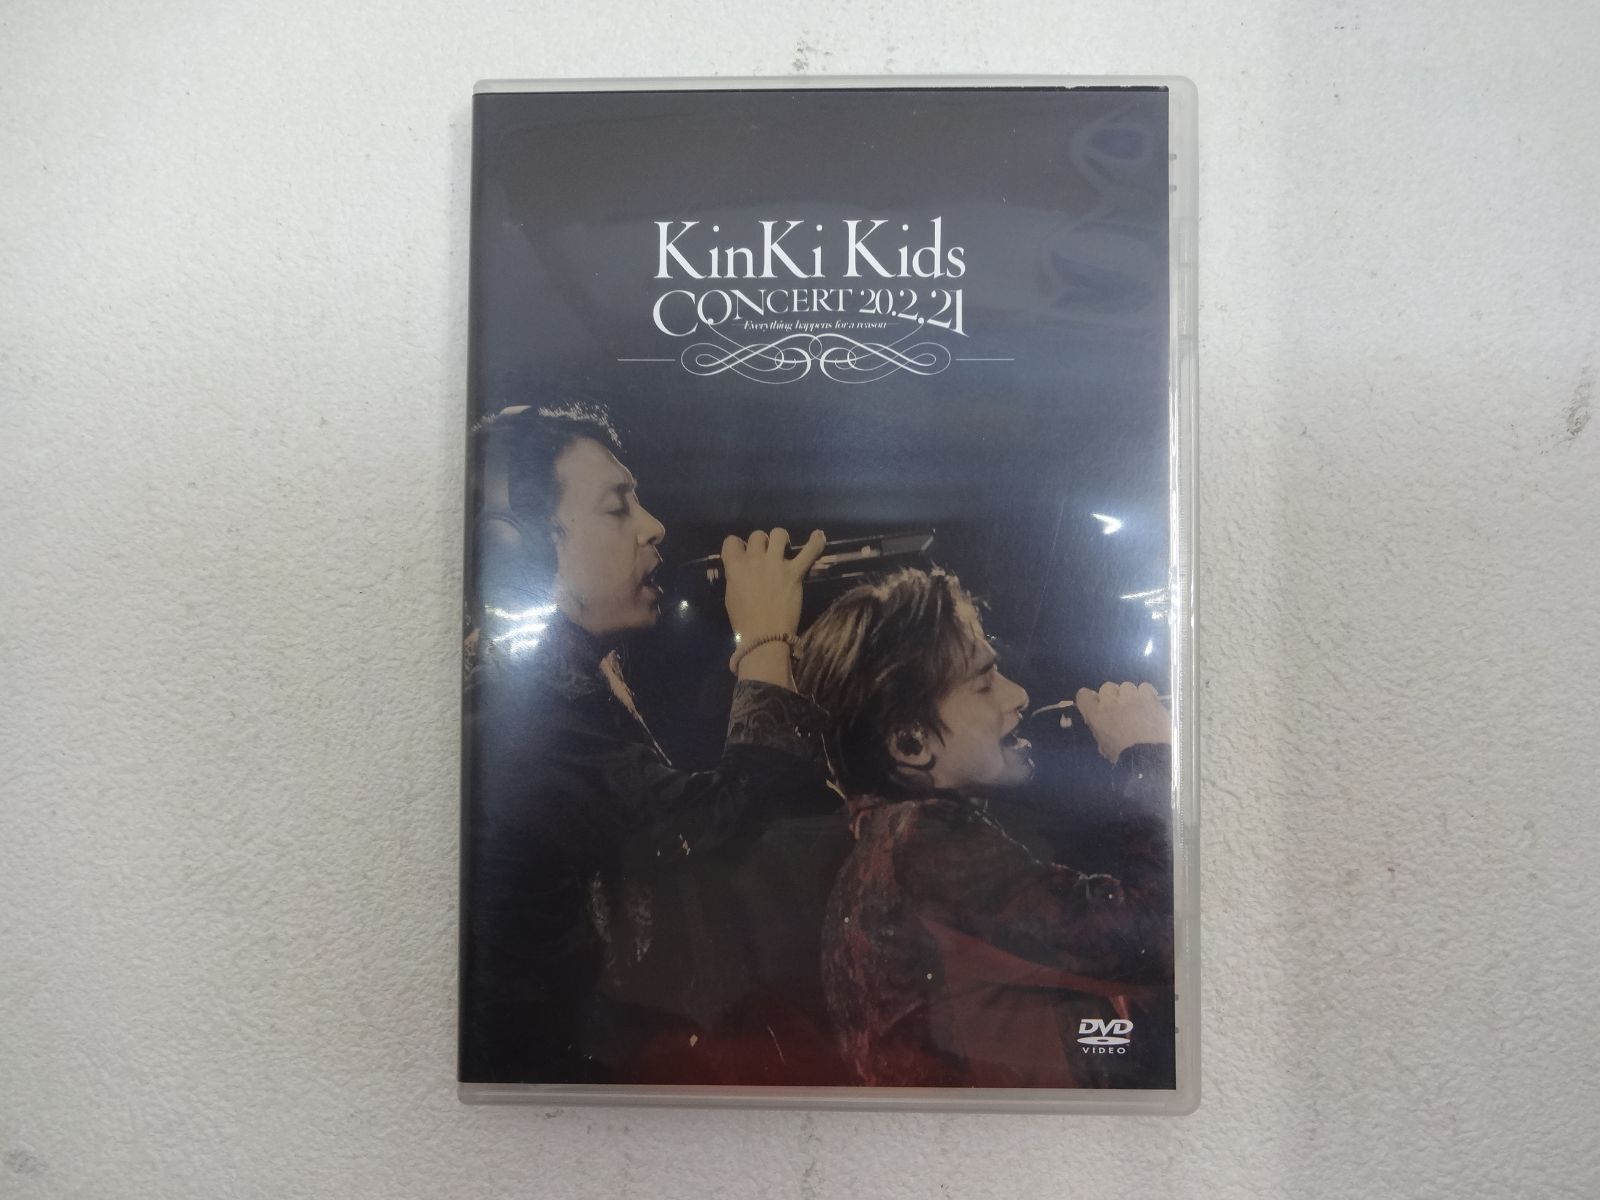 KinKi Kids
CONCERT 20.2.21
Everything happens for a reason
DVD
VIDEO